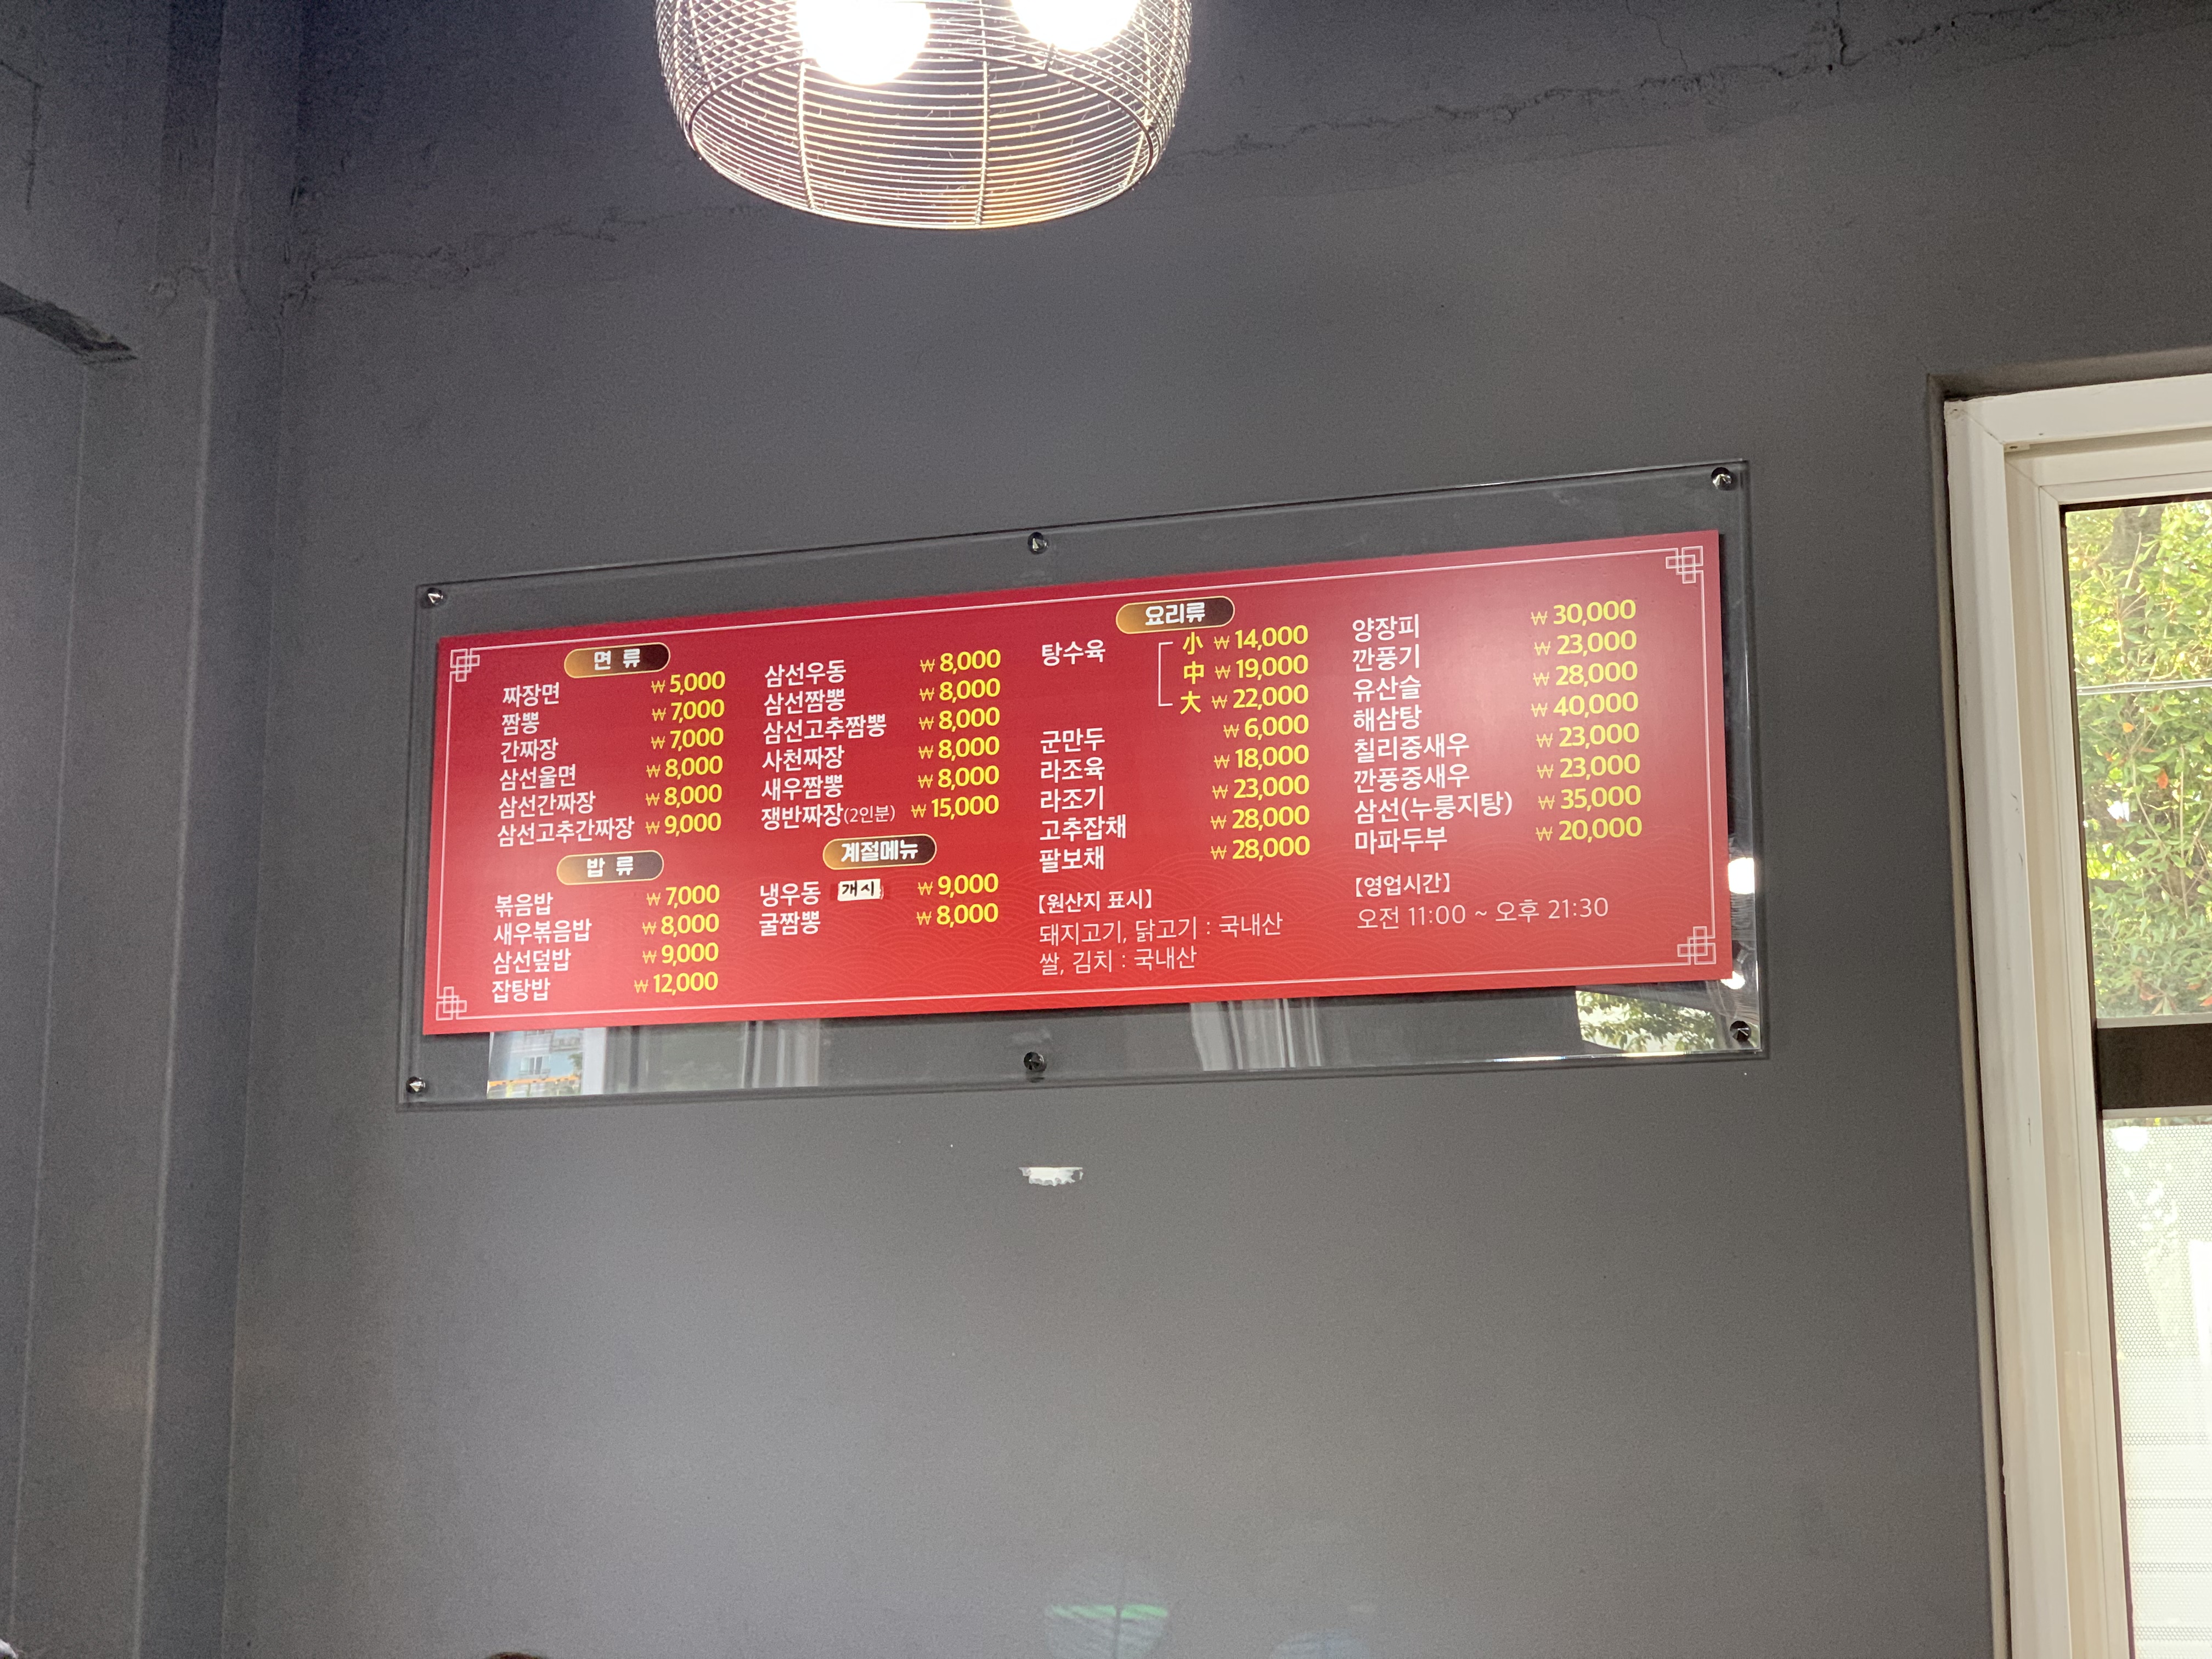 면 류
짜장면 ₩5,000
짬뽕 ₩7,000
간짜장 ₩7,000
삼선울면 ₩8,000
삼선간짜장 ₩8,000
삼선고추간짜장 ₩9,000
밥 류
볶음밥 ₩7,000
새우볶음밥 ₩8,000
삼선덮밥 ₩9,000
잡탕밥 ₩12,000
삼선우동 ₩8,000
삼선짬뽕 ₩8,000
삼선고추짬뽕 ₩8,000
사천짜장 ₩8,000
새우짬뽕 ₩8,000
쟁반짜장(2인분) ₩15,000
계절메뉴
냉우동 개시 ₩9,000
굴짬뽕 ₩8,000
요리류
탕수육 小 ₩14,000
中 ₩19,000
大 ₩22,000
군만두 ₩6,000
라조육 ₩18,000
라조기 ₩23,000
고추잡채 ₩28,000
팔보채 ₩28,000
【원산지 표시】
돼지고기, 닭고기 : 국내산
쌀, 김치 : 국내산
양장피 ₩30,000
깐풍기 ₩23,000
유산슬 ₩28,000
해삼탕 ₩40,000
칠리중새우 ₩23,000
깐풍중새우 ₩23,000
삼선(누룽지탕) ₩35,000
마파두부 ₩20,000
【영업시간】
오전 11:00 ~ 오후 21:30